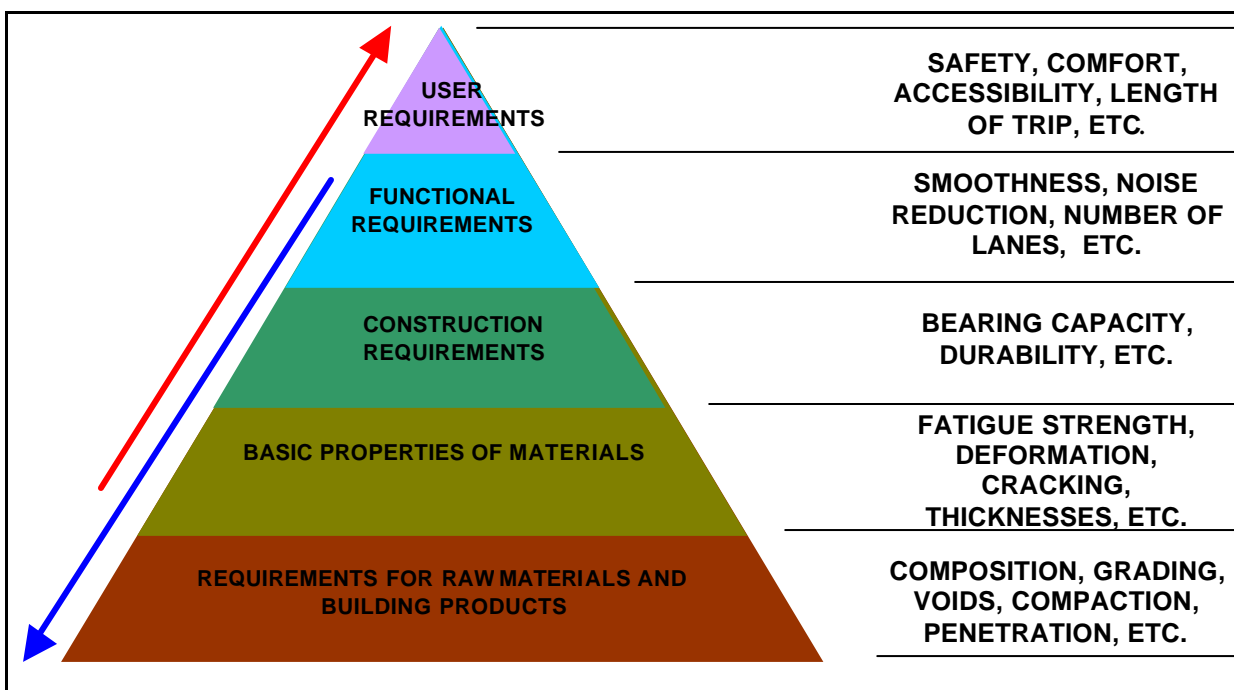 USER
REQUIREMENTS
SAFETY, COMFORT,
ACCESSIBILITY, LENGTH
OF TRIP, ETC.
FUNCTIONAL
REQUIREMENTS
SMOOTHNESS, NOISE
REDUCTION, NUMBER OF
LANES, ETC.
CONSTRUCTION
REQUIREMENTS
BEARING CAPACITY,
DURABILITY, ETC.
BASIC PROPERTIES OF MATERIALS
FATIGUE STRENGTH,
DEFORMATION,
CRACKING,
THICKNESSES, ETC.
REQUIREMENTS FOR RAW MATERIALS AND
BUILDING PRODUCTS
COMPOSITION, GRADING,
VOIDS, COMPACTION,
PENETRATION, ETC.